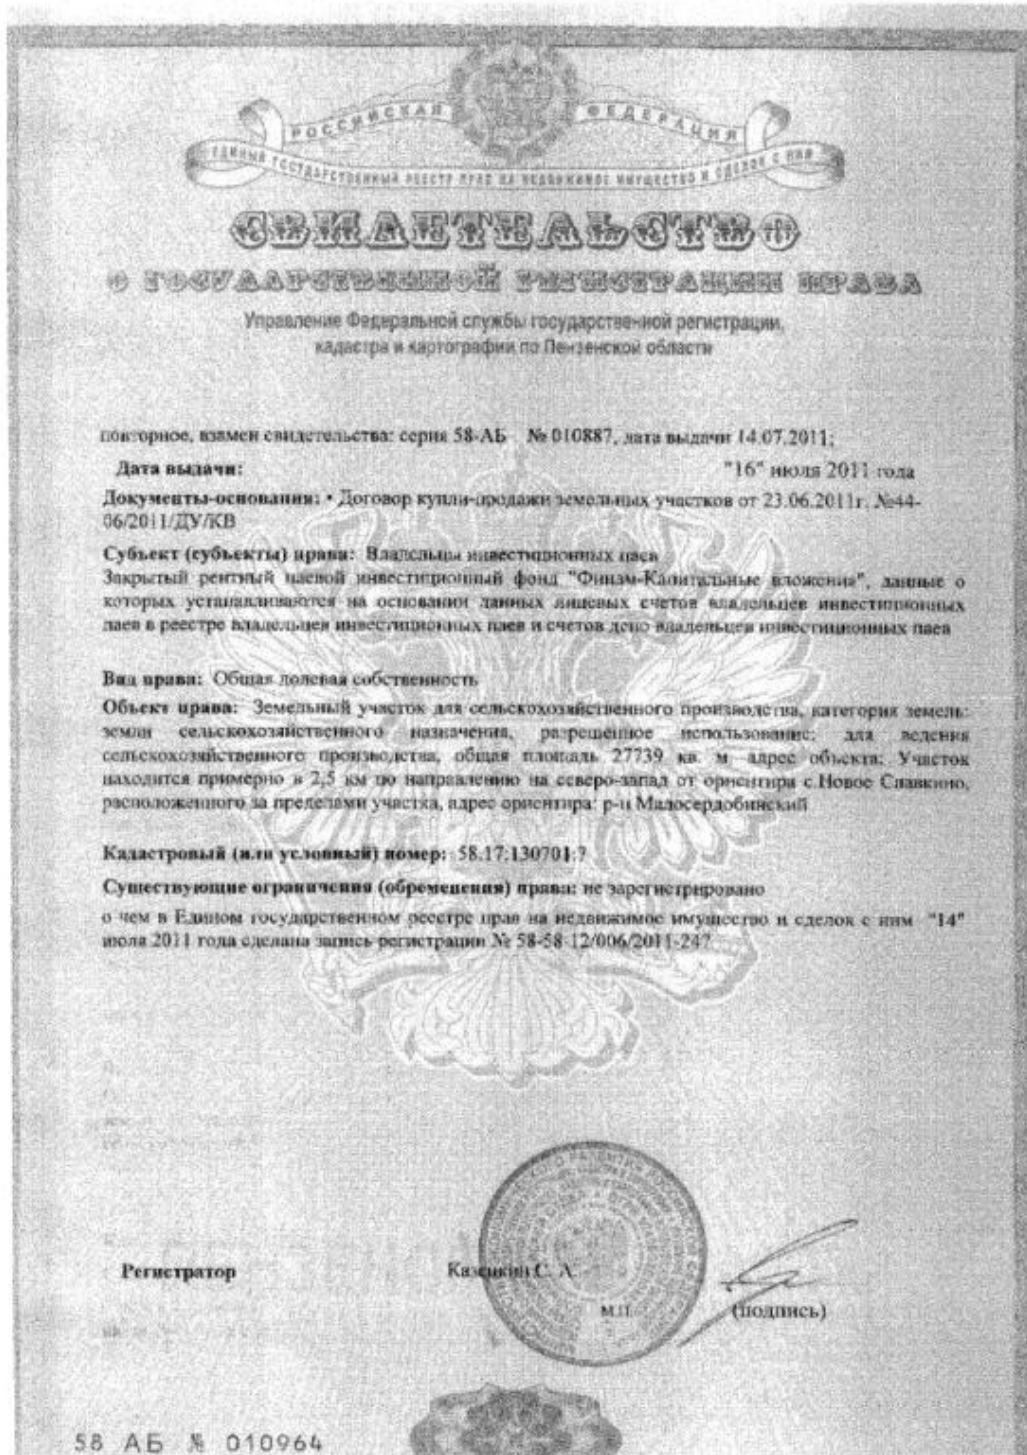 РОССИЙСКАЯ ФЕДЕРАЦИЯ
ЕДИНЫЙ ГОСУДАРСТВЕННЫЙ РЕЕСТР ПРАВ НА НЕДВИЖИМОЕ ИМУЩЕСТВО И СДЕЛОК С НИМ
СВИДЕТЕЛЬСТВО
О ГОСУДАРСТВЕННОЙ РЕГИСТРАЦИИ ПРАВА
Управление Федеральной службы государственной регистрации,
кадастра и картографии по Пензенской области
повторное, взамен свидетельства: серия 58-АБ № 010887, дата выдачи 14.07.2011;
Дата выдачи: "16" июля 2011 года
Документы-основания: • Договор купли-продажи земельных участков от 23.06.2011г. №44-
06/2011/ДУ/КВ
Субъект (субъекты) права: Владельцы инвестиционных паев
Закрытый рентный паевой инвестиционный фонд "Финам-Капитальные вложения", данные о
которых устанавливаются на основании данных лицевых счетов владельцев инвестиционных
паев в реестре владельцев инвестиционных паев и счетов депо владельцев инвестиционных паев
Вид права: Общая долевая собственность
Объект права: Земельный участок для сельскохозяйственного производства, категория земель:
земли сельскохозяйственного назначения, разрешенное использование: для ведения
сельскохозяйственного производства, общая площадь 27739 кв. м, адрес объекта: Участок
находится примерно в 2,5 км по направлению на северо-запад от ориентира с.Новое Славкино,
расположенного за пределами участка, адрес ориентира: р-н Малосердобинский
Кадастровый (или условный) номер: 58:17:130701:7
Существующие ограничения (обременения) права: не зарегистрировано
о чем в Едином государственном реестре прав на недвижимое имущество и сделок с ним "14"
июля 2011 года сделана запись регистрации № 58-58-12/006/2011-247
Регистратор С. А.
М.П. (подпись)
58 АБ № 010964